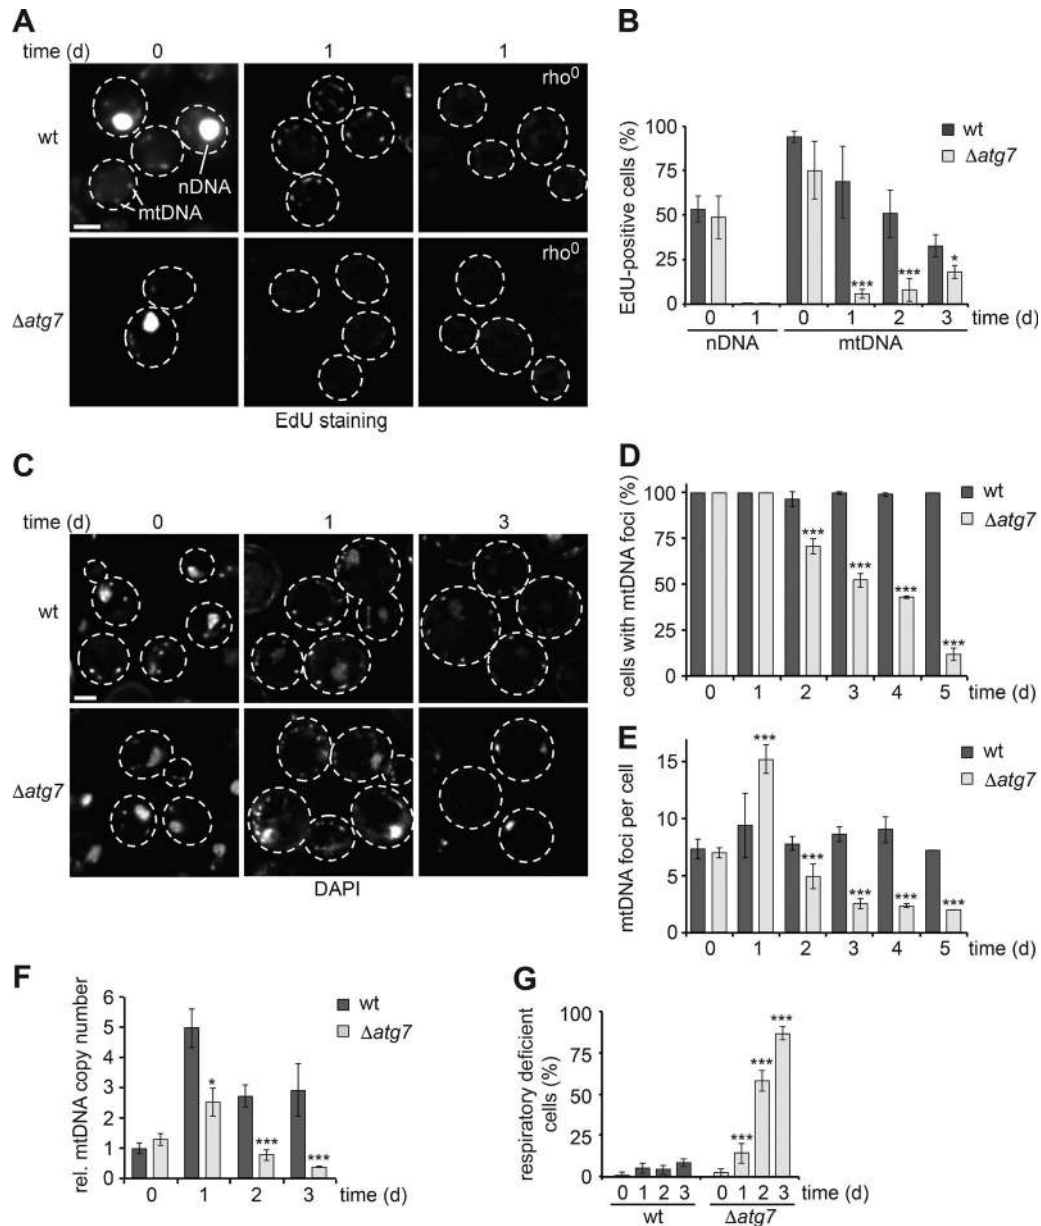 A
time (d) 0 1 1
wt
rho0
nDNA
mtDNA
Δatg7
rho0
EdU staining
B
EdU-positive cells (%)
100
75
50
25
0
wt
Δatg7
***
***
*
0 1 0 1 2 3 time (d)
nDNA mtDNA
C
time (d) 0 1 3
wt
Δatg7
DAPI
D
cells with mtDNA foci (%)
100
75
50
25
0
wt
Δatg7
***
***
***
***
0 1 2 3 4 5 time (d)
E
mtDNA foci per cell
15
10
5
0
wt
Δatg7
***
***
***
***
***
0 1 2 3 4 5 time (d)
F
rel. mtDNA copy number
6
5
4
3
2
1
0
wt
Δatg7
*
***
***
0 1 2 3 time (d)
G
respiratory deficient
cells (%)
100
75
50
25
0
***
***
***
0 1 2 3 0 1 2 3 time (d)
wt Δatg7